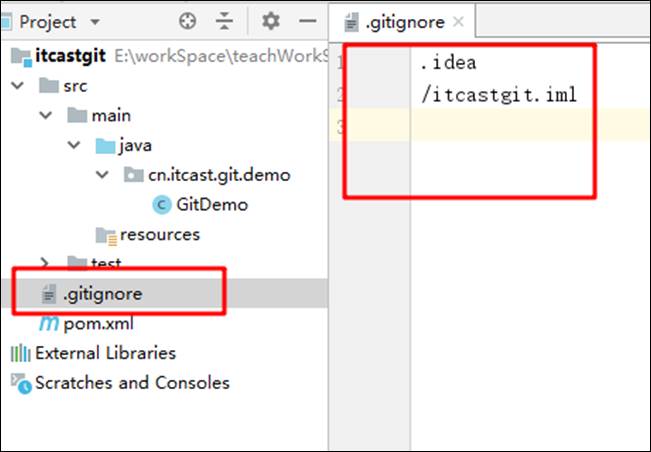 Project
itcastgit E:\workSpace\teachWorkS
src
main
java
cn.itcast.git.demo
GitDemo
resources
test
.gitignore
pom.xml
External Libraries
Scratches and Consoles
.gitignore
1 .idea
2 /itcastgit.iml
3